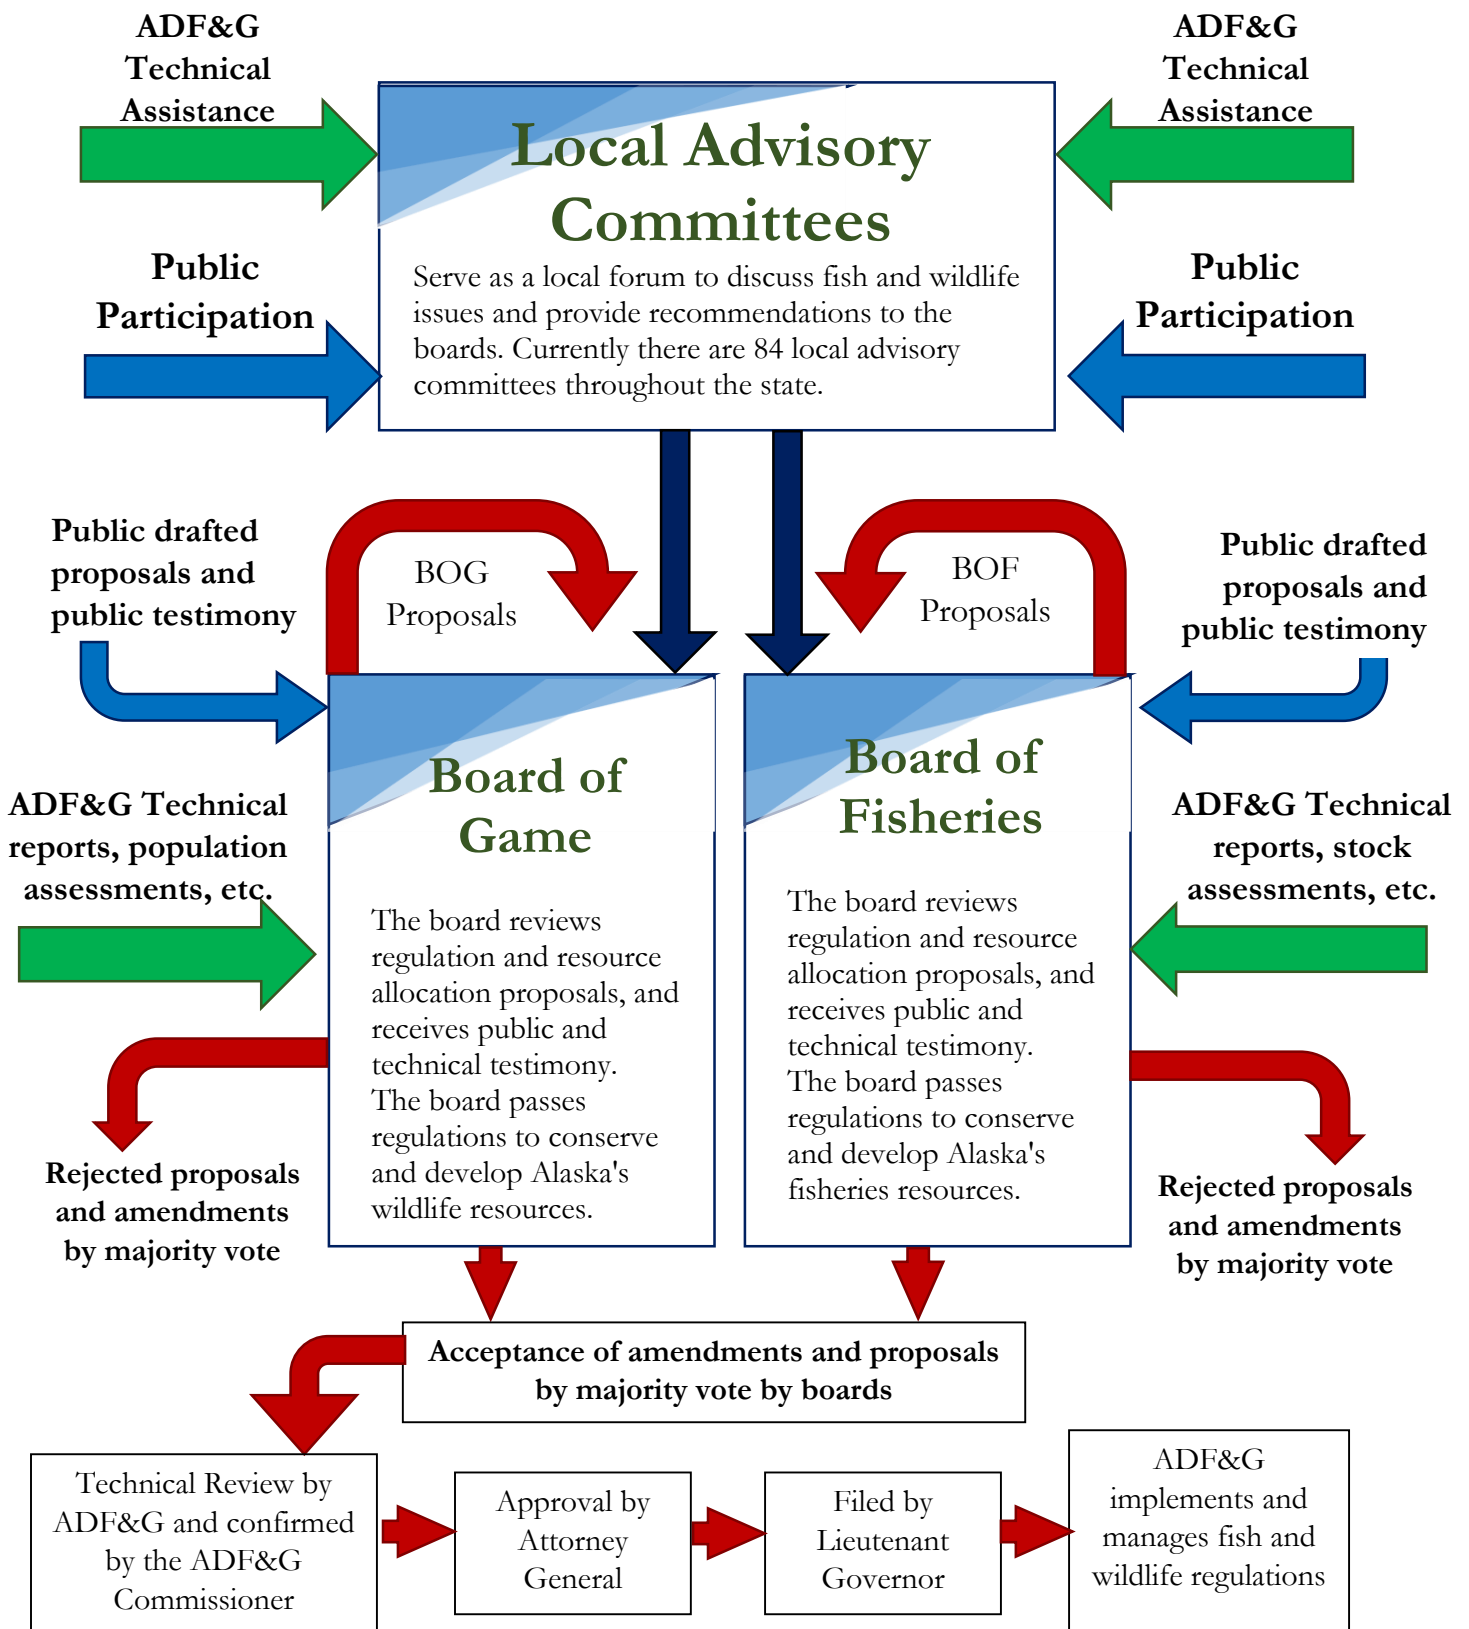 ADF&G
Technical
Assistance
ADF&G
Technical
Assistance
Local Advisory
Committees
Serve as a local forum to discuss fish and wildlife
issues and provide recommendations to the
boards. Currently there are 84 local advisory
committees throughout the state.
Public
Participation
Public
Participation
Public drafted
proposals and
public testimony
BOG
Proposals
BOF
Proposals
Public drafted
proposals and
public testimony
ADF&G Technical
reports, population
assessments, etc.
Board of
Game
The board reviews
regulation and resource
allocation proposals, and
receives public and
technical testimony.
The board passes
regulations to conserve
and develop Alaska's
wildlife resources.
Board of
Fisheries
The board reviews
regulation and resource
allocation proposals, and
receives public and
technical testimony.
The board passes
regulations to conserve
and develop Alaska's
fisheries resources.
ADF&G Technical
reports, stock
assessments, etc.
Rejected proposals
and amendments
by majority vote
Rejected proposals
and amendments
by majority vote
Acceptance of amendments and proposals
by majority vote by boards
Technical Review by
ADF&G and confirmed
by the ADF&G
Commissioner
Approval by
Attorney
General
Filed by
Lieutenant
Governor
ADF&G
implements and
manages fish and
wildlife regulations